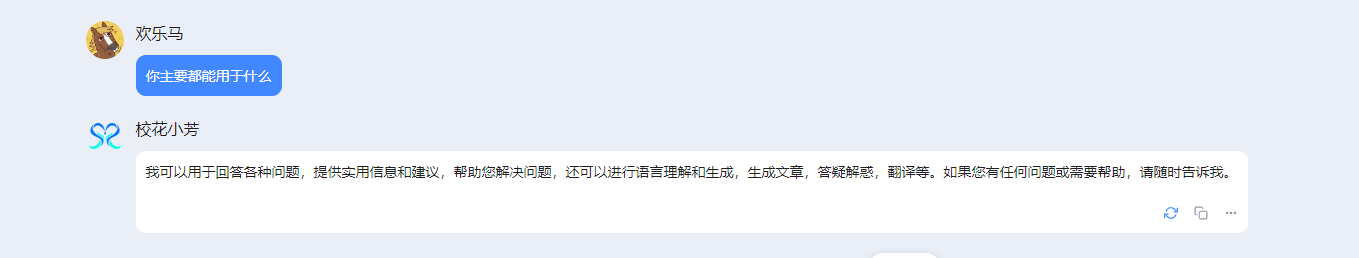 欢乐马
你主要都能用于什么
校花小芳
我可以用于回答各种问题，提供实用信息和建议，帮助您解决问题，还可以进行语言理解和生成，生成文章，答疑解惑，翻译等。如果您有任何问题或需要帮助，请随时告诉我。